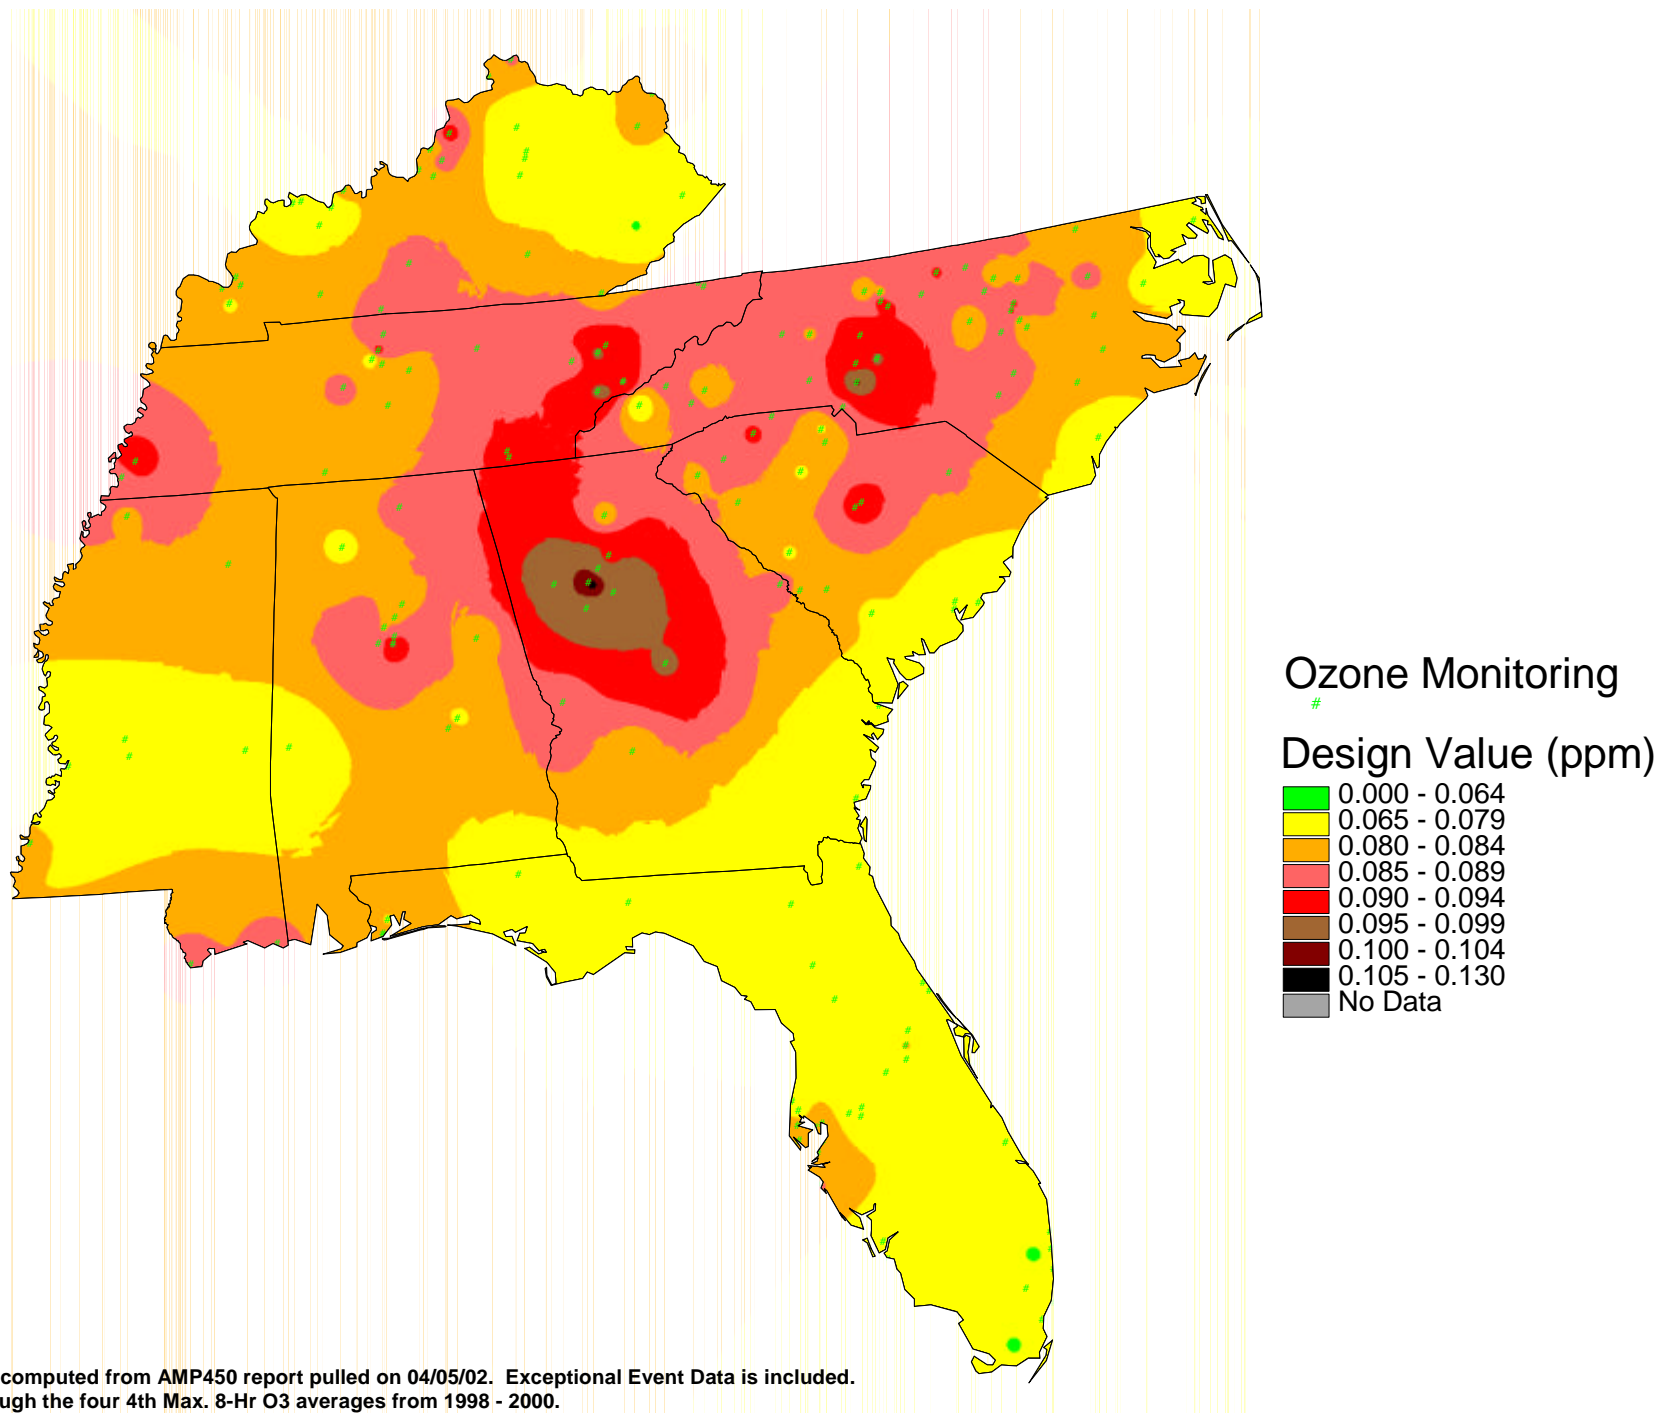 Ozone Monitoring
#
Design Value (ppm)
0.000 - 0.064
0.065 - 0.079
0.080 - 0.084
0.085 - 0.089
0.090 - 0.094
0.095 - 0.099
0.100 - 0.104
0.105 - 0.130
No Data
computed from AMP450 report pulled on 04/05/02. Exceptional Event Data is included.
ugh the four 4th Max. 8-Hr O3 averages from 1998 - 2000.